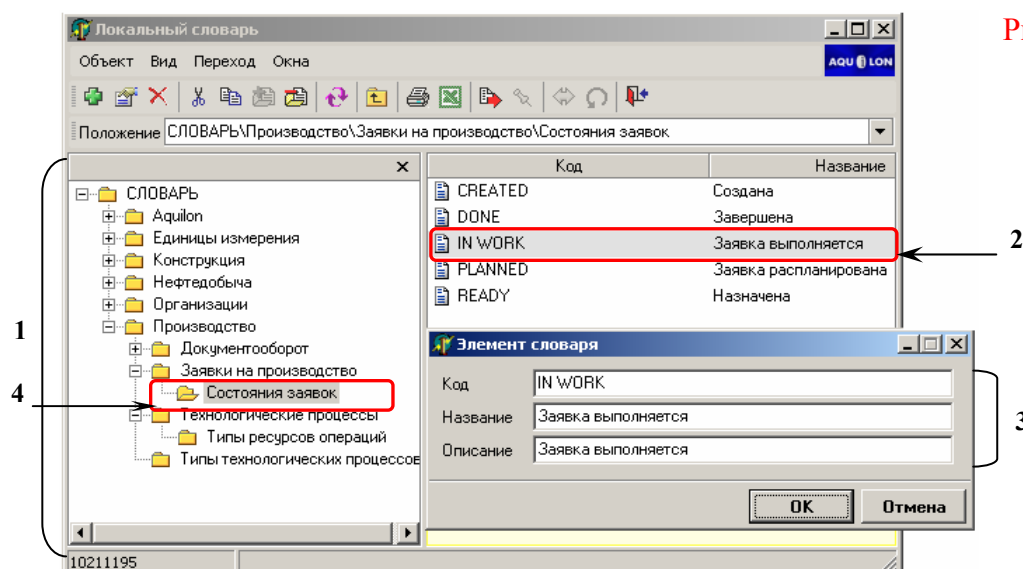 Локальный словарь
Объект Вид Переход Окна
AQU LON
Положение СЛОВАРЬ\Производство\Заявки на производство\Состояния заявок
Код Название
СЛОВАРЬ
Aquilon
Единицы измерения
Конструкция
Нефтедобыча
Организации
Производство
Документооборот
Заявки на производство
Состояния заявок
Технологические процессы
Типы ресурсов операций
Типы технологических процессов
CREATED Создана
DONE Завершена
IN WORK Заявка выполняется
PLANNED Заявка распланирована
READY Назначена
Элемент словаря
Код IN WORK
Название Заявка выполняется
Описание Заявка выполняется
OK Отмена
10211195
1
2
3
4